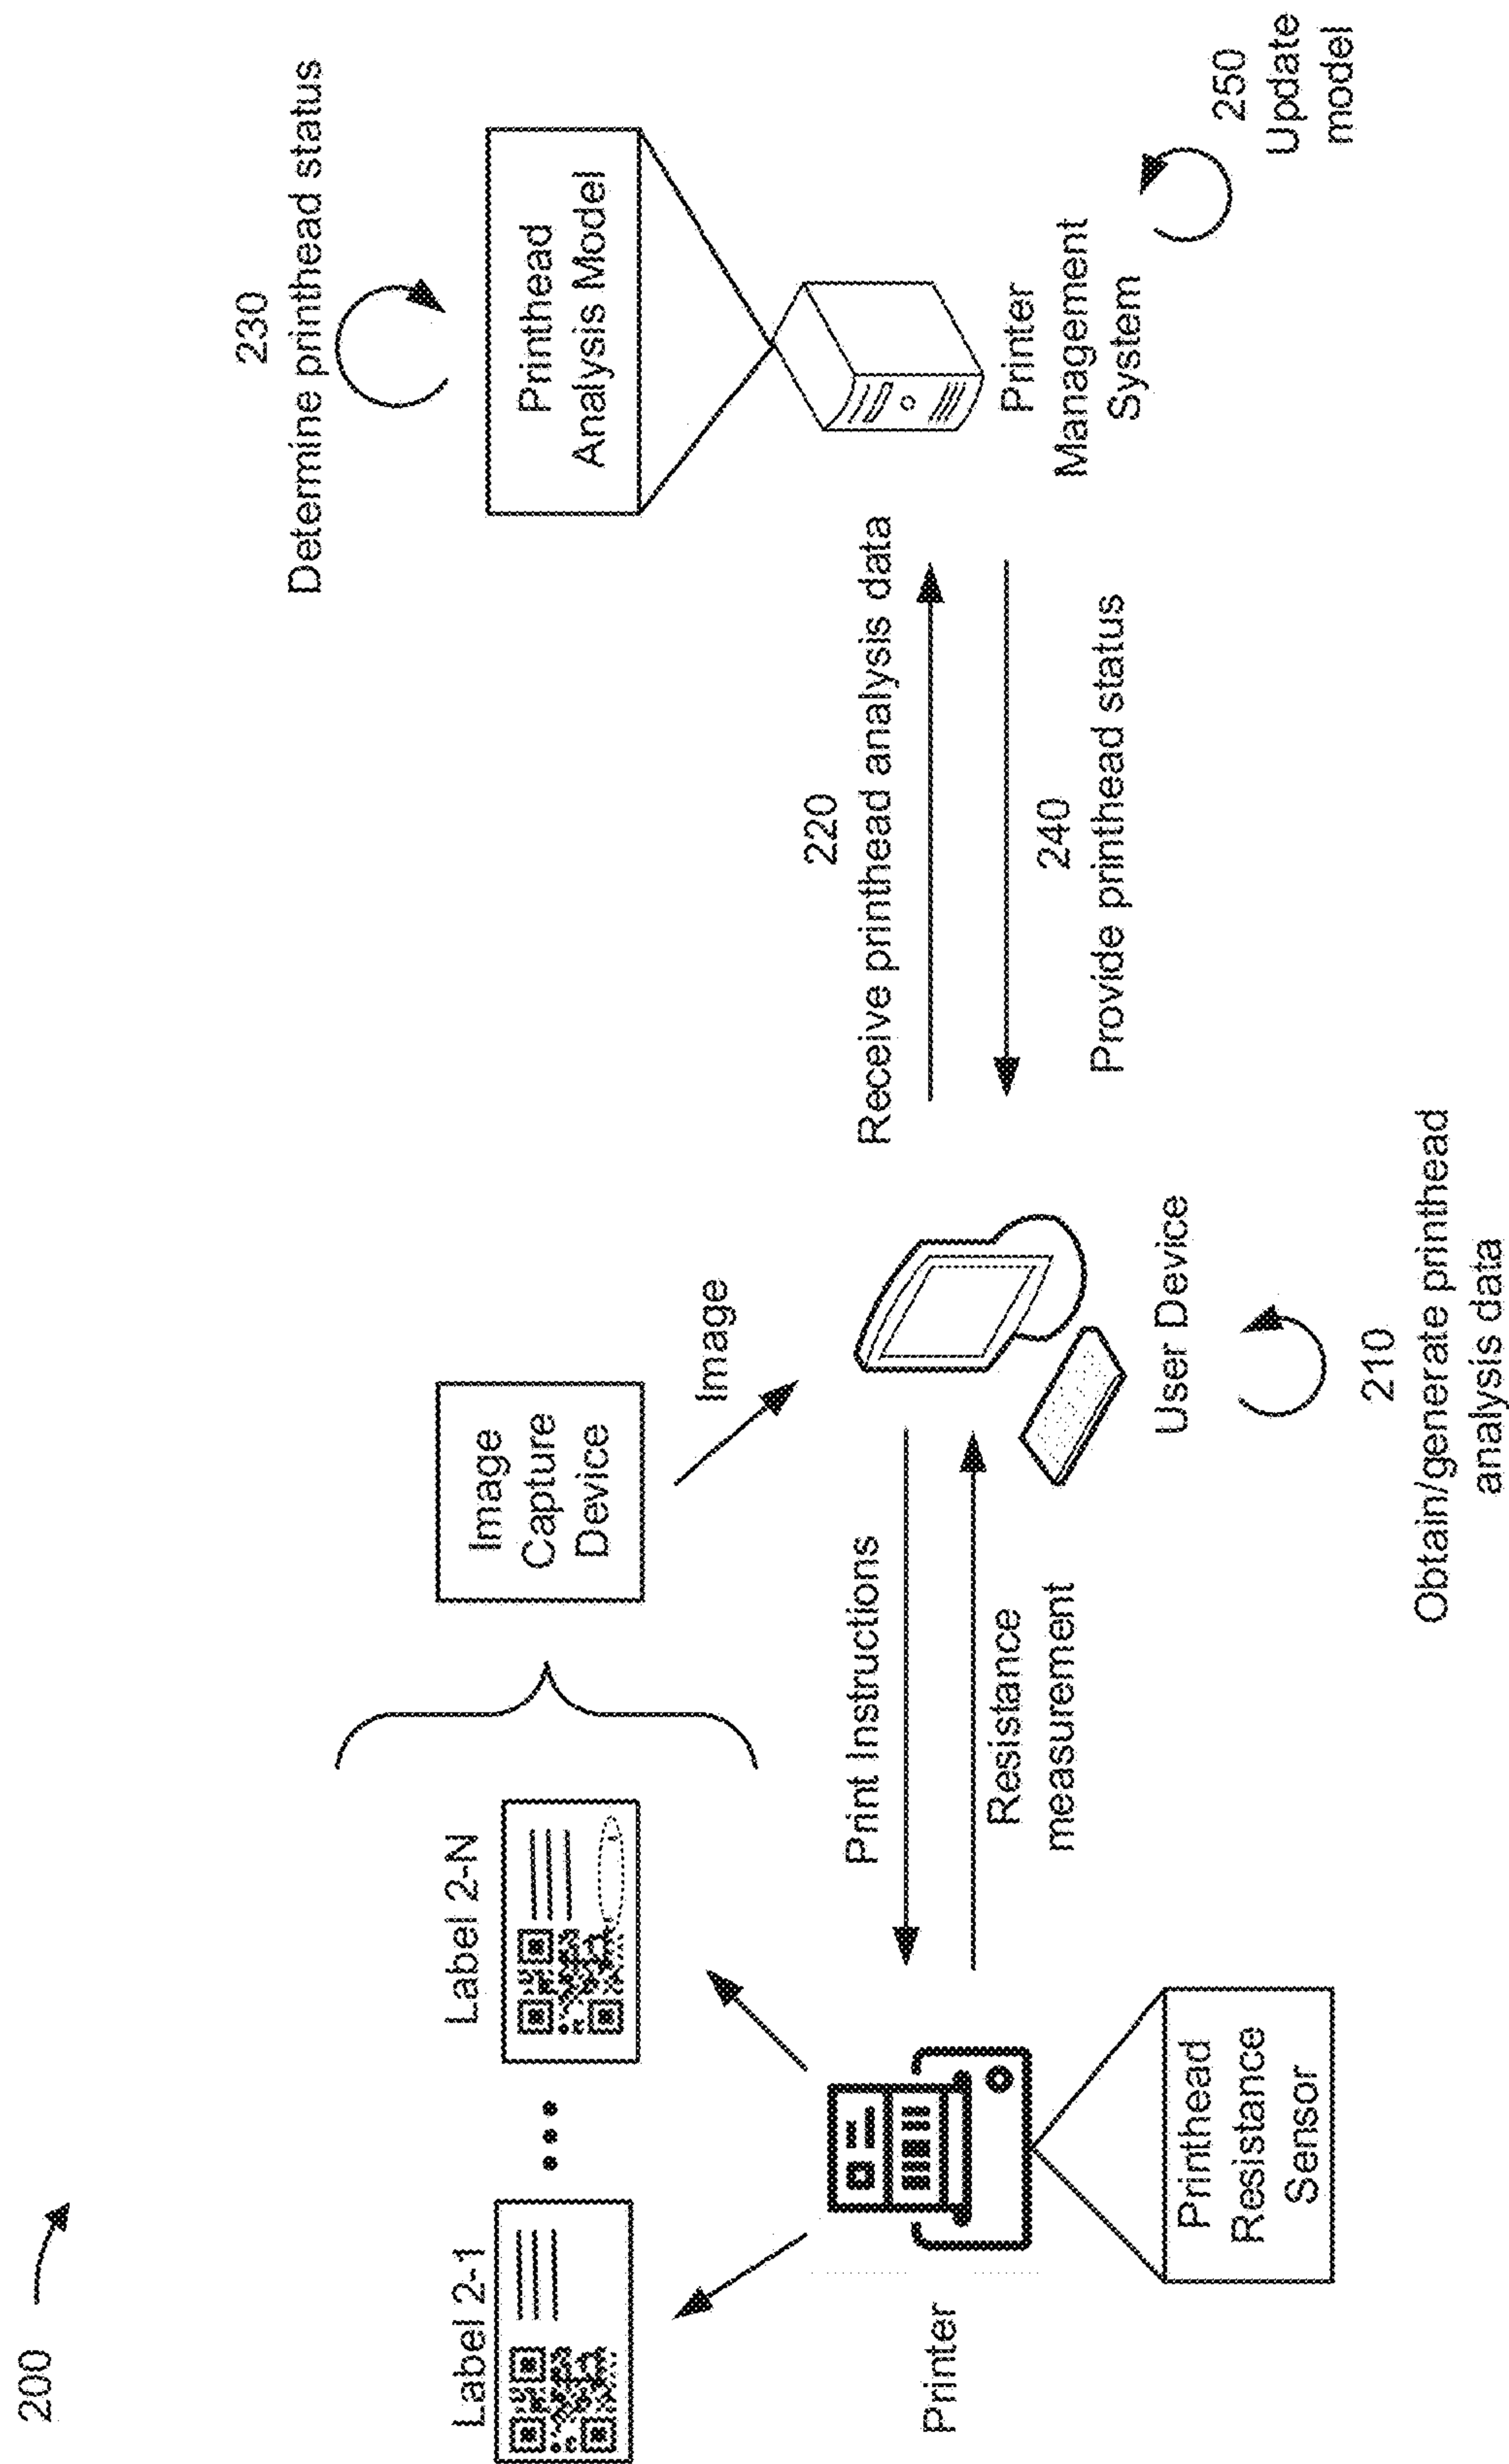 200
Label 2-1
Label 2-N
Image
Capture
Device
Image
Printer
Printhead
Resistance
Sensor
Print Instructions
Resistance
measurement
User Device
210
Obtain/generate printhead
analysis data
220
Receive printhead analysis data
240
Provide printhead status
230
Determine printhead status
Printhead
Analysis Model
Printer
Management
System
250
Update
model